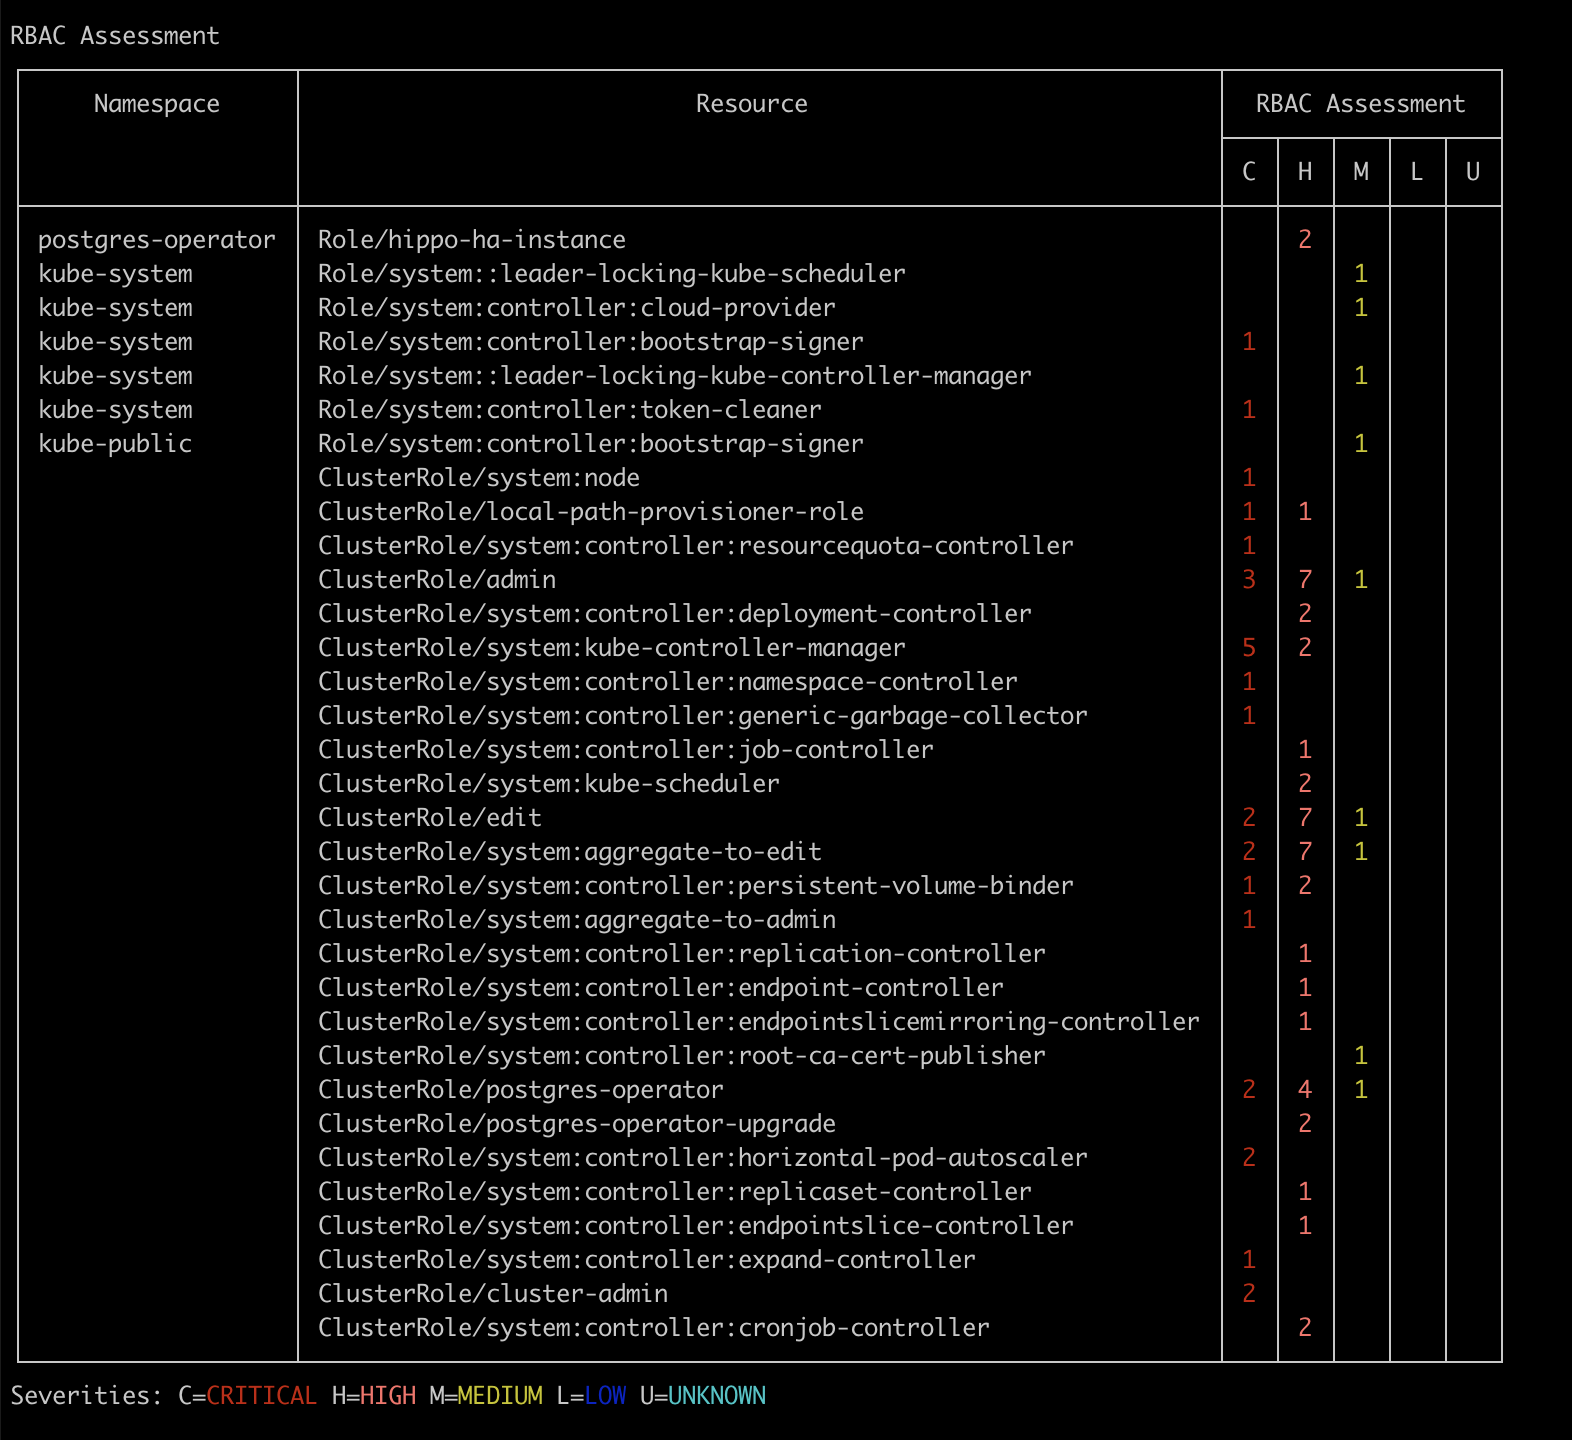 RBAC Assessment
Namespace Resource RBAC Assessment
C H M L U
postgres-operator Role/hippo-ha-instance 2
kube-system Role/system::leader-locking-kube-scheduler 1
kube-system Role/system:controller:cloud-provider 1
kube-system Role/system:controller:bootstrap-signer 1
kube-system Role/system::leader-locking-kube-controller-manager 1
kube-system Role/system:controller:token-cleaner 1
kube-public Role/system:controller:bootstrap-signer 1
ClusterRole/system:node 1
ClusterRole/local-path-provisioner-role 1 1
ClusterRole/system:controller:resourcequota-controller 1
ClusterRole/admin 3 7 1
ClusterRole/system:controller:deployment-controller 2
ClusterRole/system:kube-controller-manager 5 2
ClusterRole/system:controller:namespace-controller 1
ClusterRole/system:controller:generic-garbage-collector 1
ClusterRole/system:controller:job-controller 1
ClusterRole/system:kube-scheduler 2
ClusterRole/edit 2 7 1
ClusterRole/system:aggregate-to-edit 2 7 1
ClusterRole/system:controller:persistent-volume-binder 1 2
ClusterRole/system:aggregate-to-admin 1
ClusterRole/system:controller:replication-controller 1
ClusterRole/system:controller:endpoint-controller 1
ClusterRole/system:controller:endpointslicemirroring-controller 1
ClusterRole/system:controller:root-ca-cert-publisher 1
ClusterRole/postgres-operator 2 4 1
ClusterRole/postgres-operator-upgrade 2
ClusterRole/system:controller:horizontal-pod-autoscaler 2
ClusterRole/system:controller:replicaset-controller 1
ClusterRole/system:controller:endpointslice-controller 1
ClusterRole/system:controller:expand-controller 1
ClusterRole/cluster-admin 2
ClusterRole/system:controller:cronjob-controller 2
Severities: C=CRITICAL H=HIGH M=MEDIUM L=LOW U=UNKNOWN